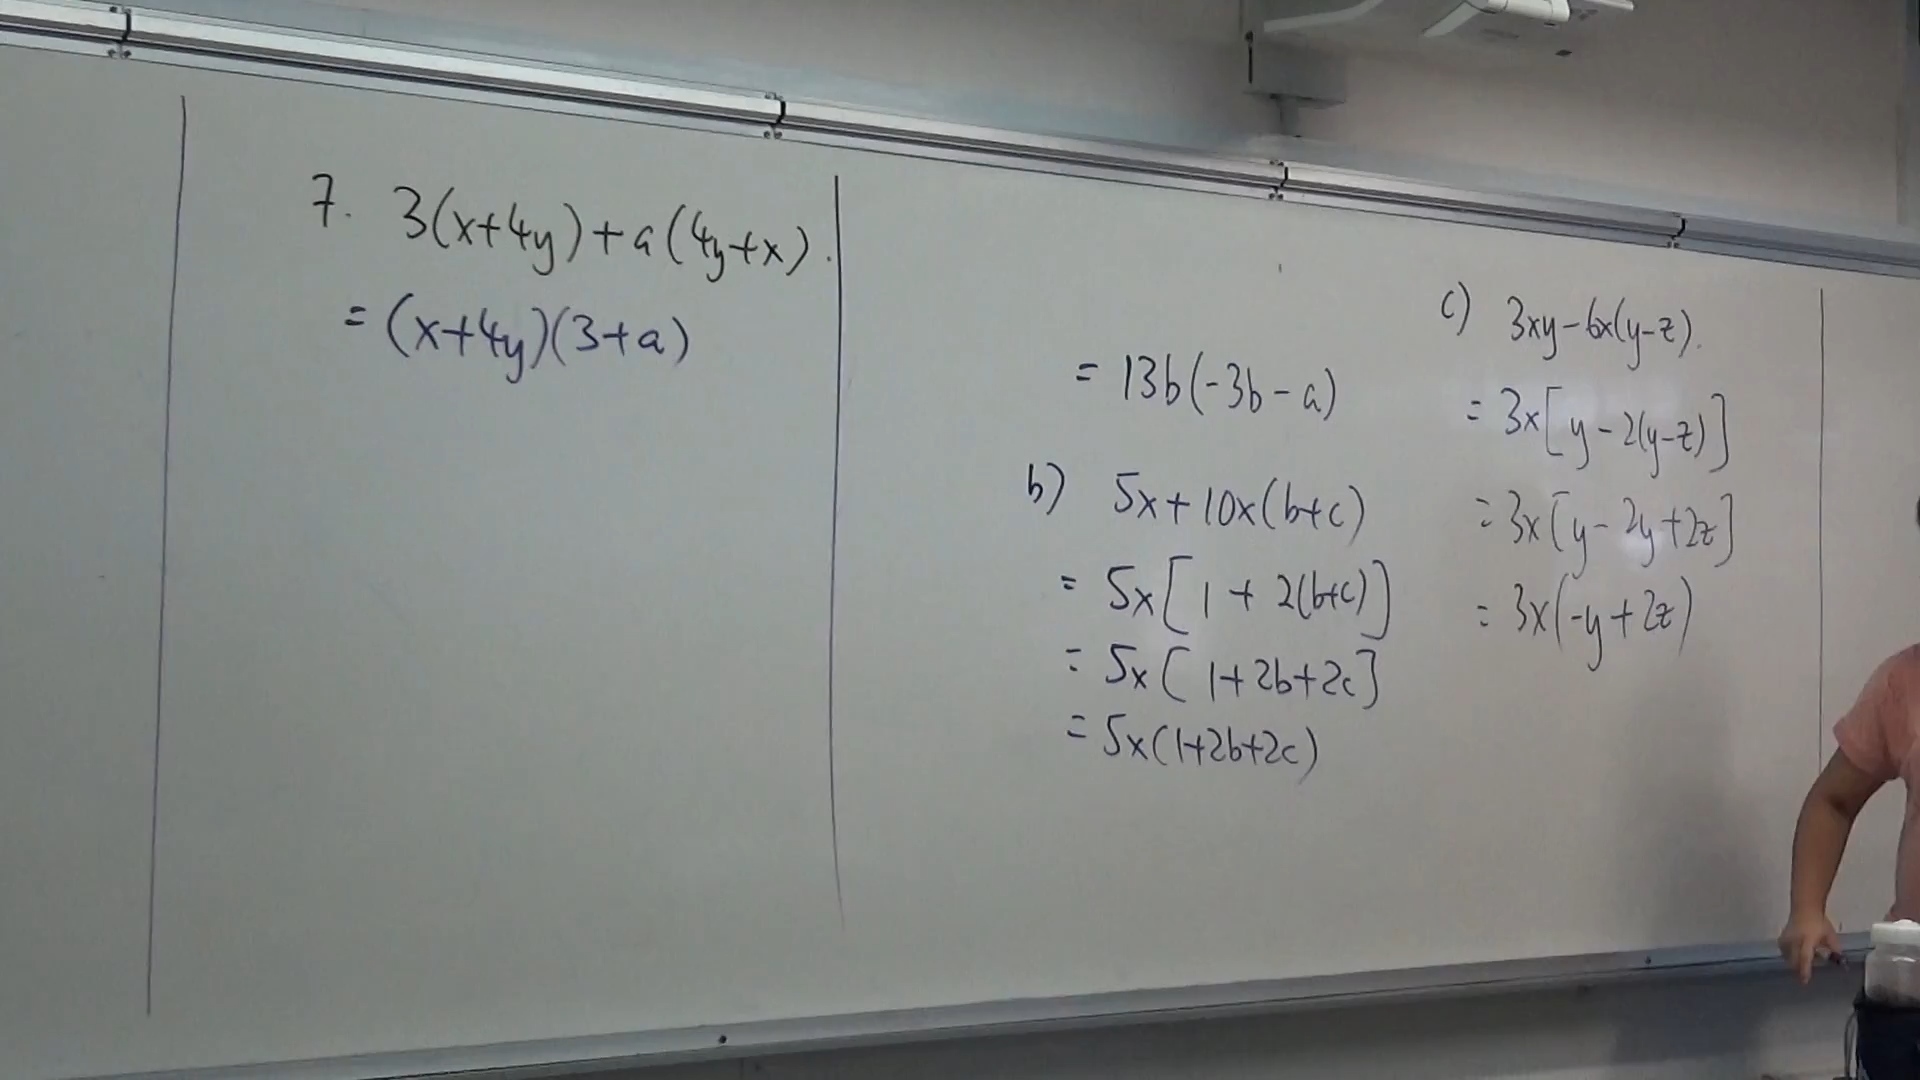 7. 3(x+4y)+a(4y+x).
= (x+4y)(3+a)
= 13b(-3b-a)
b) 5x+10x(b+c)
= 5x[1+2(b+c)]
= 5x[1+2b+2c]
= 5x(1+2b+2c)
c) 3xy-6x(y-z).
= 3x[y-2(y-z)]
= 3x[y-2y+2z]
= 3x(-y+2z)